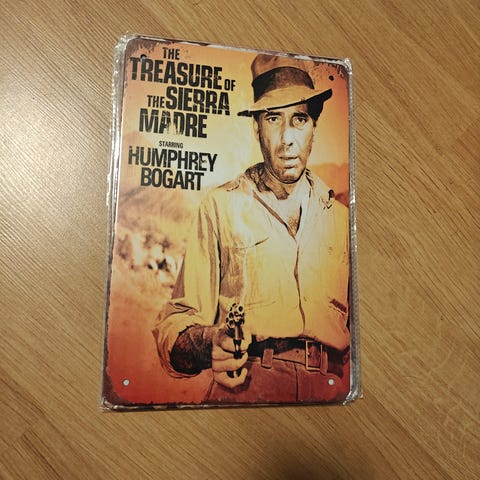 THE
TREASURE OF
THE SIERRA
MADRE
STARRING
HUMPHREY
BOGART